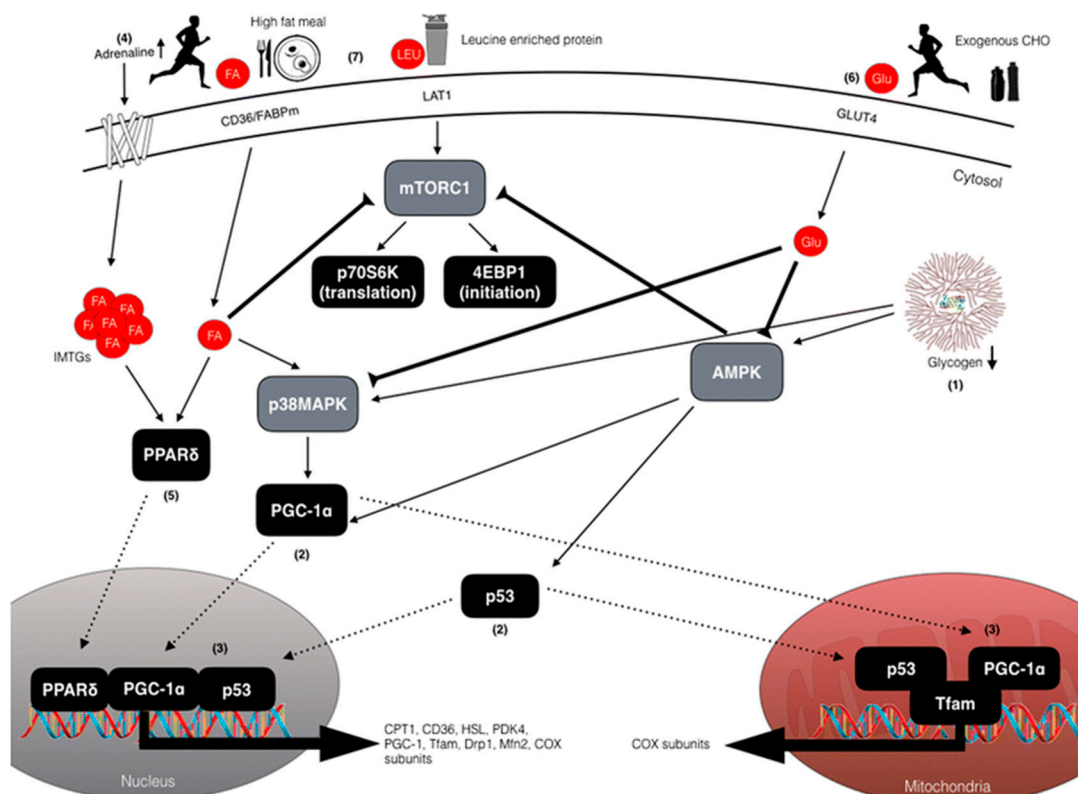 (4)
Adrenaline
FA
High fat meal
(7)
LEU
Leucine enriched protein
(6)
Glu
Exogenous CHO
CD36/FABPm
LAT1
GLUT4
Cytosol
mTORC1
p70S6K
(translation)
4EBP1
(initiation)
Glu
FA
FA
FA
FA
FA
FA
IMTGs
FA
Glycogen
(1)
p38MAPK
AMPK
PPARδ
(5)
PGC-1α
(2)
p53
(2)
(3)
PPARδ
PGC-1α
p53
(3)
p53
PGC-1α
Tfam
CPT1, CD36, HSL, PDK4,
PGC-1, Tfam, Drp1, Mfn2, COX
subunits
COX subunits
Nucleus
Mitochondria